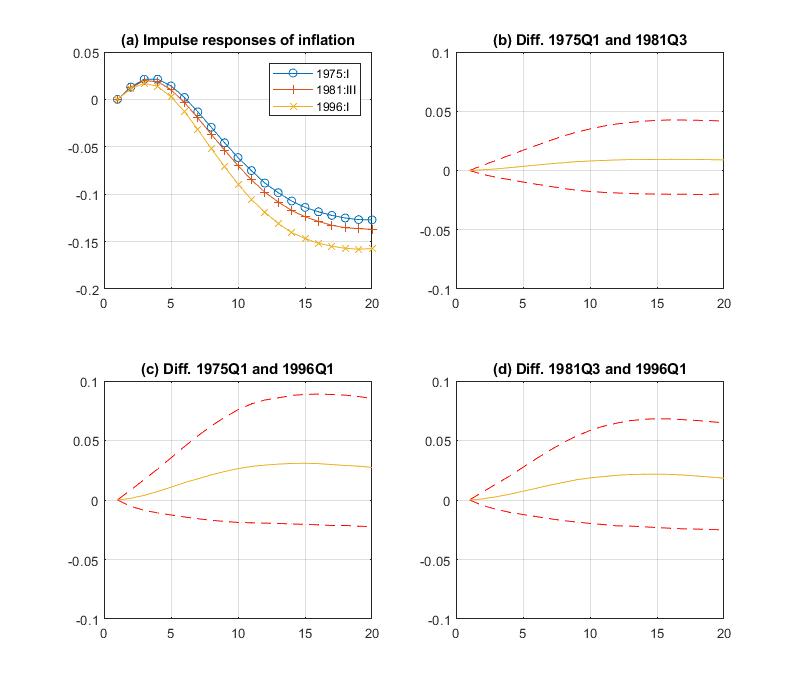 (a) Impulse responses of inflation
0.05
0
-0.05
-0.1
-0.15
-0.2
0 5 10 15 20
1975:I
1981:III
1996:I
(b) Diff. 1975Q1 and 1981Q3
0.1
0.05
0
-0.05
-0.1
0 5 10 15 20
(c) Diff. 1975Q1 and 1996Q1
0.1
0.05
0
-0.05
-0.1
0 5 10 15 20
(d) Diff. 1981Q3 and 1996Q1
0.1
0.05
0
-0.05
-0.1
0 5 10 15 20